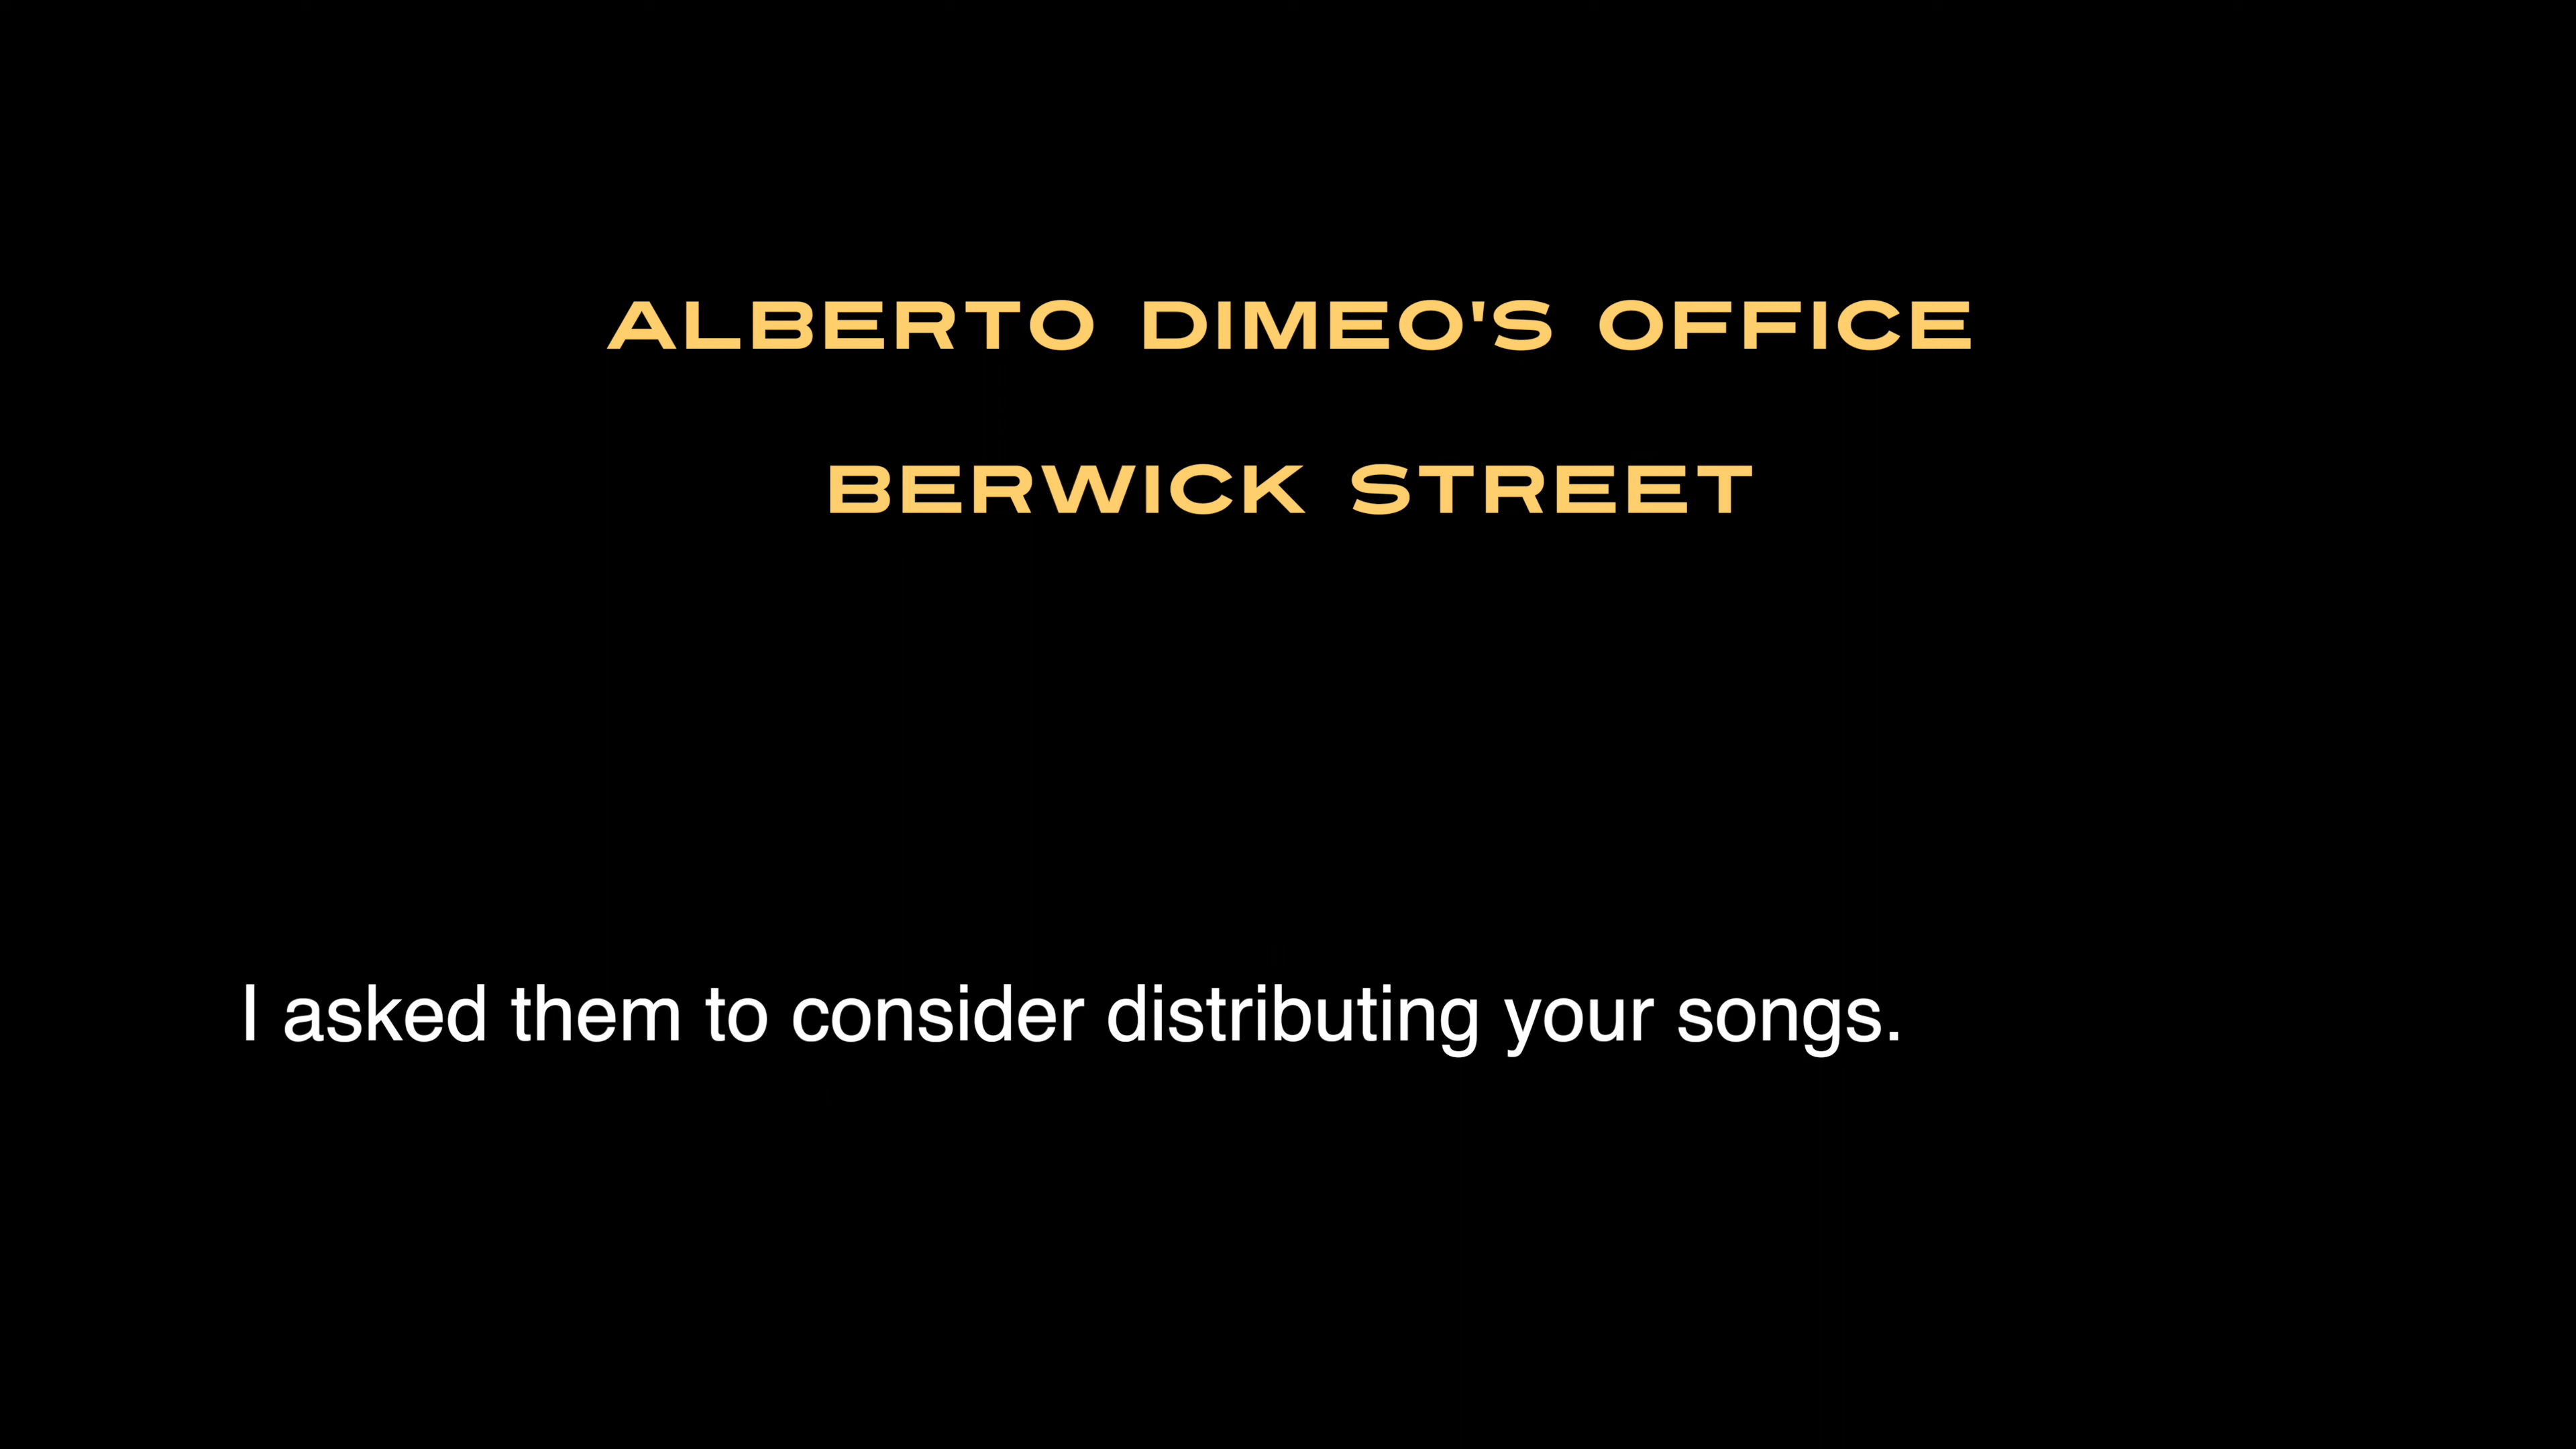 ALBERTO DIMEO'S OFFICE
BERWICK STREET
I asked them to consider distributing your songs.